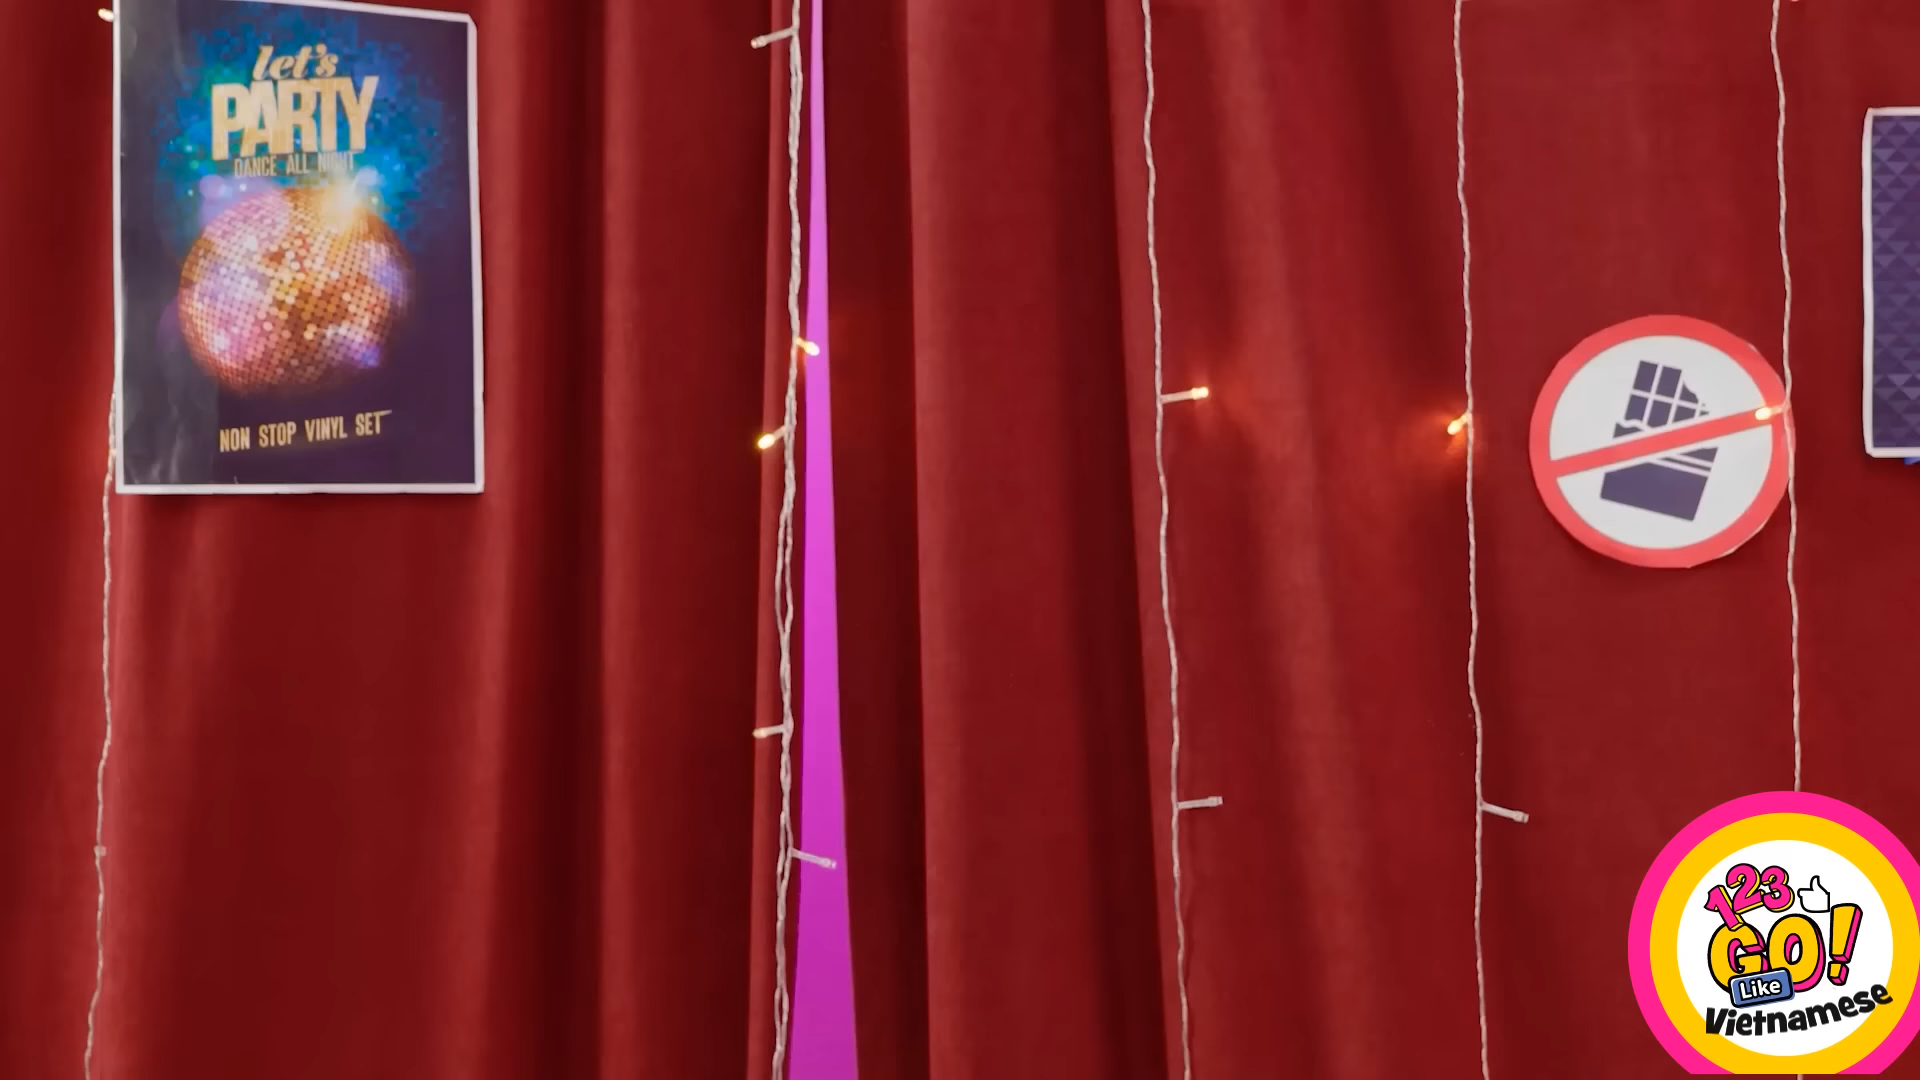 let's
PARTY
DANCE ALL NIGHT
NON STOP VINYL SET
123
GO!
Like
Vietnamese